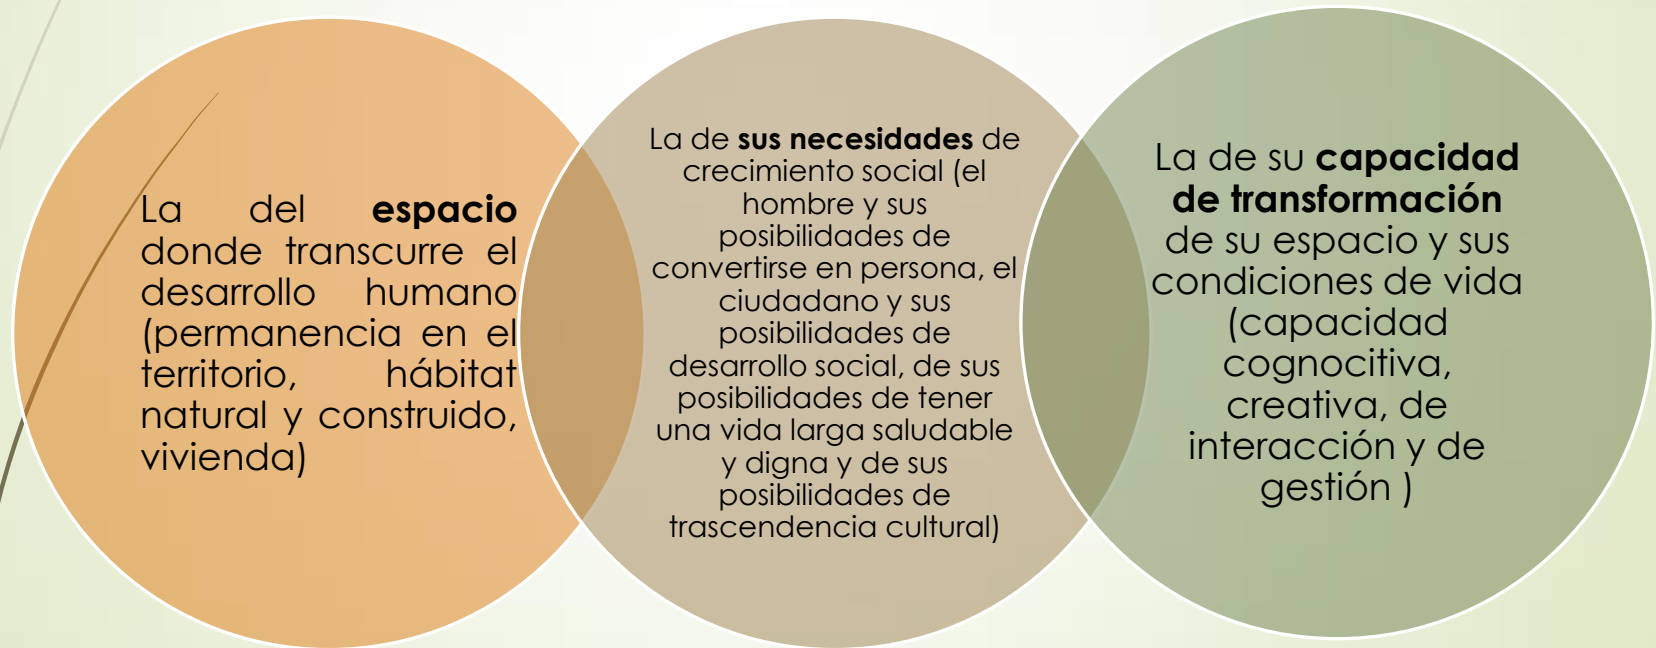 La del espacio
donde transcurre el
desarrollo humano
(permanencia en el
territorio, hábitat
natural y construido,
vivienda)
La de sus necesidades de
crecimiento social (el
hombre y sus
posibilidades de
convertirse en persona, el
ciudadano y sus
posibilidades de
desarrollo social, de sus
posibilidades de tener
una vida larga saludable
y digna y de sus
posibilidades de
trascendencia cultural)
La de su capacidad
de transformación
de su espacio y sus
condiciones de vida
(capacidad
cognocitiva,
creativa, de
interacción y de
gestión )